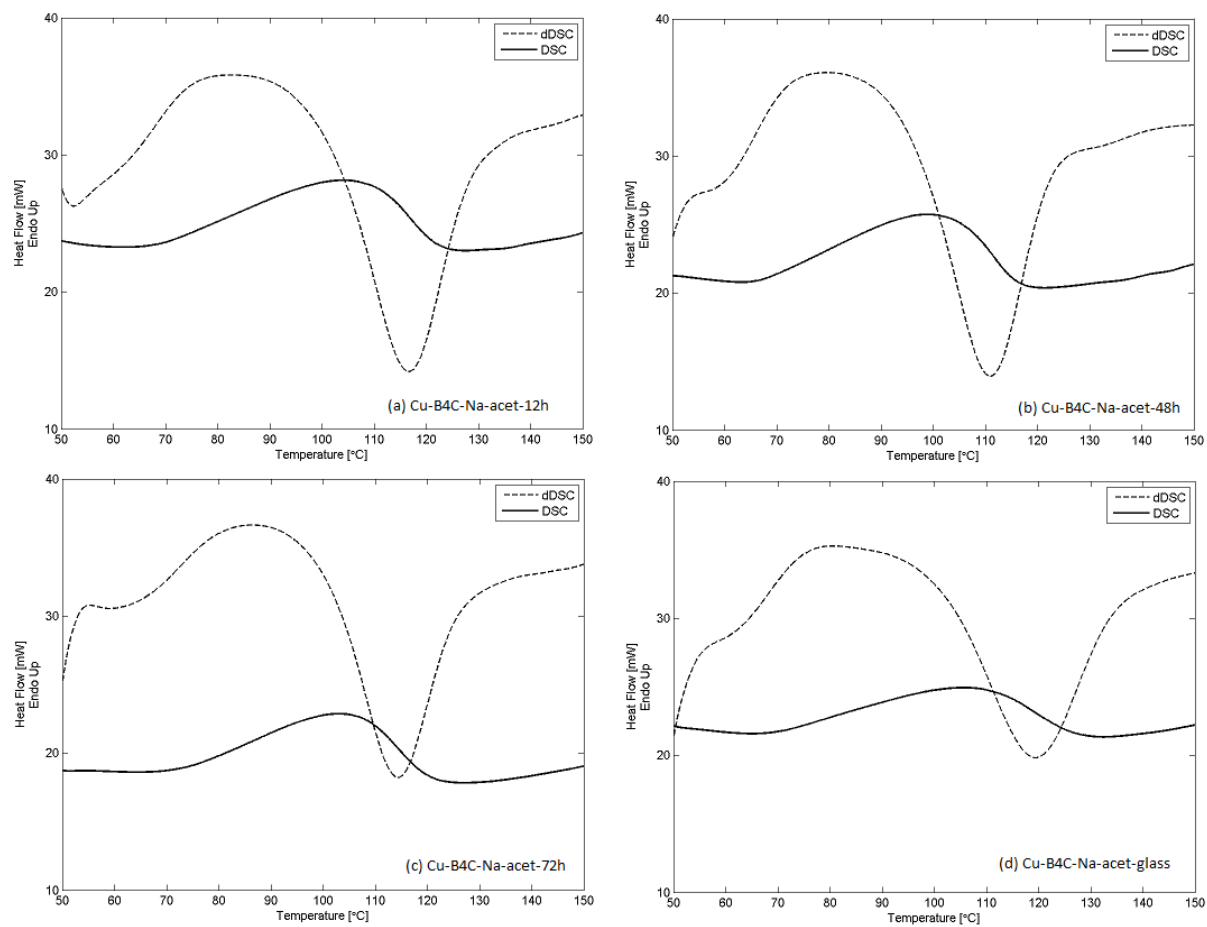 40
30
20
10
Heat Flow [mW]
Endo Up
dDSC
DSC
(a) Cu-B4C-Na-acet-12h
50 60 70 80 90 100 110 120 130 140 150
Temperature [°C]
40
30
20
10
Heat Flow [mW]
Endo Up
dDSC
DSC
(b) Cu-B4C-Na-acet-48h
50 60 70 80 90 100 110 120 130 140 150
Temperature [°C]
40
30
20
10
Heat Flow [mW]
Endo Up
dDSC
DSC
(c) Cu-B4C-Na-acet-72h
50 60 70 80 90 100 110 120 130 140 150
Temperature [°C]
40
30
20
10
Heat Flow [mW]
Endo Up
dDSC
DSC
(d) Cu-B4C-Na-acet-glass
50 60 70 80 90 100 110 120 130 140 150
Temperature [°C]